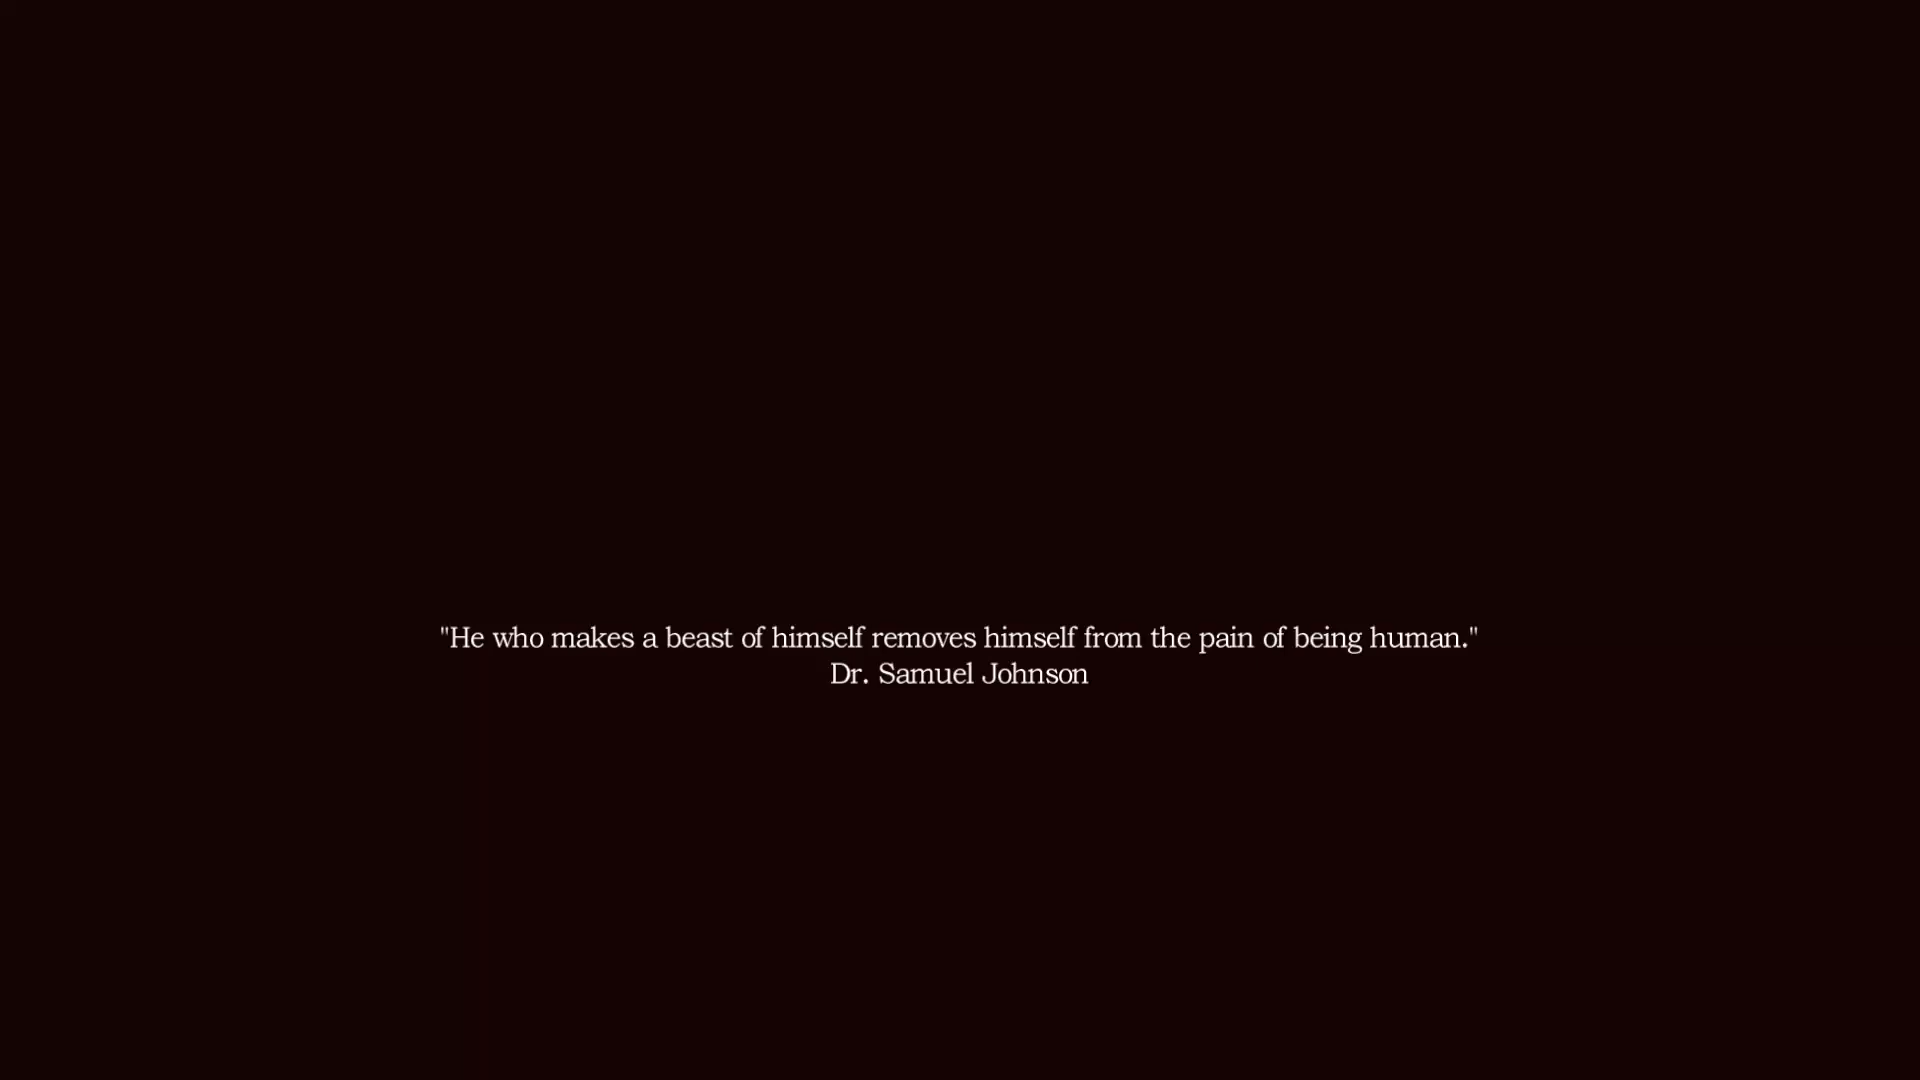 "He who makes a beast of himself removes himself from the pain of being human."
Dr. Samuel Johnson